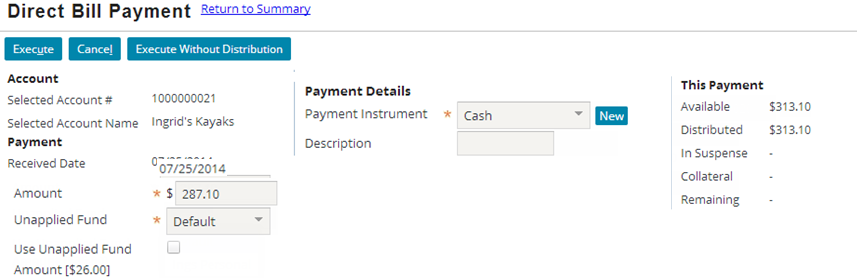 Direct Bill Payment Return to Summary
Execute Cancel Execute Without Distribution
Account
Selected Account # 1000000021
Selected Account Name Ingrid's Kayaks
Payment
Received Date 07/25/2014
Amount * $ 287.10
Unapplied Fund * Default
Use Unapplied Fund
Amount [$26.00]
Payment Details
Payment Instrument * Cash New
Description
This Payment
Available $313.10
Distributed $313.10
In Suspense -
Collateral -
Remaining -